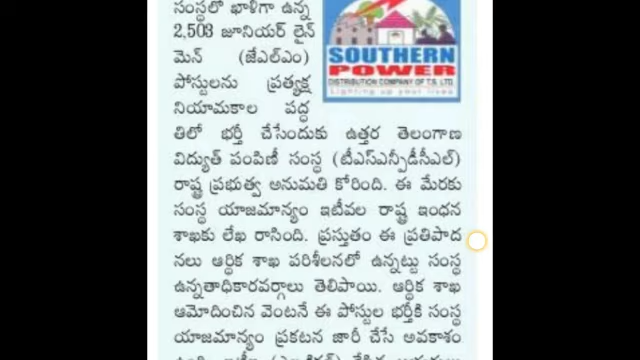 సంస్థలో ఖాళీగా ఉన్న
2,503 జూనియర్ లైన్
మెన్ (జేఎల్ఎం)
పోస్టులను ప్రత్యక్ష
నియామకాల పద్ధ
తిలో భర్తీ చేసేందుకు ఉత్తర తెలంగాణ
విద్యుత్ పంపిణీ సంస్థ (టీఎస్ఎన్పీడీసీఎల్)
రాష్ట్ర ప్రభుత్వ అనుమతి కోరింది. ఈ మేరకు
సంస్థ యాజమాన్యం ఇటీవల రాష్ట్ర ఇంధన
శాఖకు లేఖ రాసింది. ప్రస్తుతం ఈ ప్రతిపాద
నలు ఆర్థిక శాఖ పరిశీలనలో ఉన్నట్టు సంస్థ
ఉన్నతాధికారవర్గాలు తెలిపాయి. ఆర్థిక శాఖ
ఆమోదించిన వెంటనే ఈ పోస్టుల భర్తీకి సంస్థ
యాజమాన్యం ప్రకటన జారీ చేసే అవకాశం
SOUTHERN
POWER
DISTRIBUTION COMPANY OF T.S. LTD.
Lighting up your lives